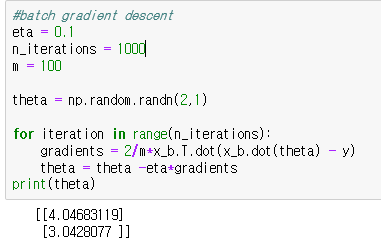 #batch gradient descent
eta = 0.1
n_iterations = 1000
m = 100
theta = np.random.randn(2,1)
for iteration in range(n_iterations):
gradients = 2/m*x_b.T.dot(x_b.dot(theta) - y)
theta = theta -eta*gradients
print(theta)
[[4.04683119]
[3.0428077 ]]